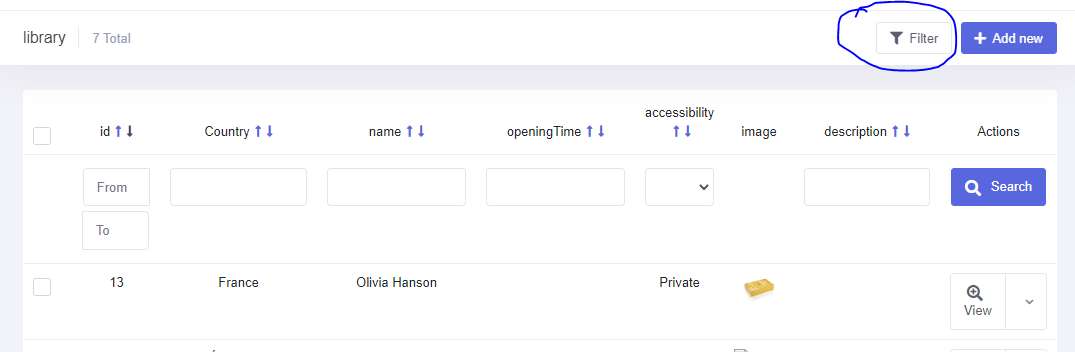 library 7 Total Filter Add new
id Country name openingTime accessibility image description Actions
From Search
To
13 France Olivia Hanson Private
View